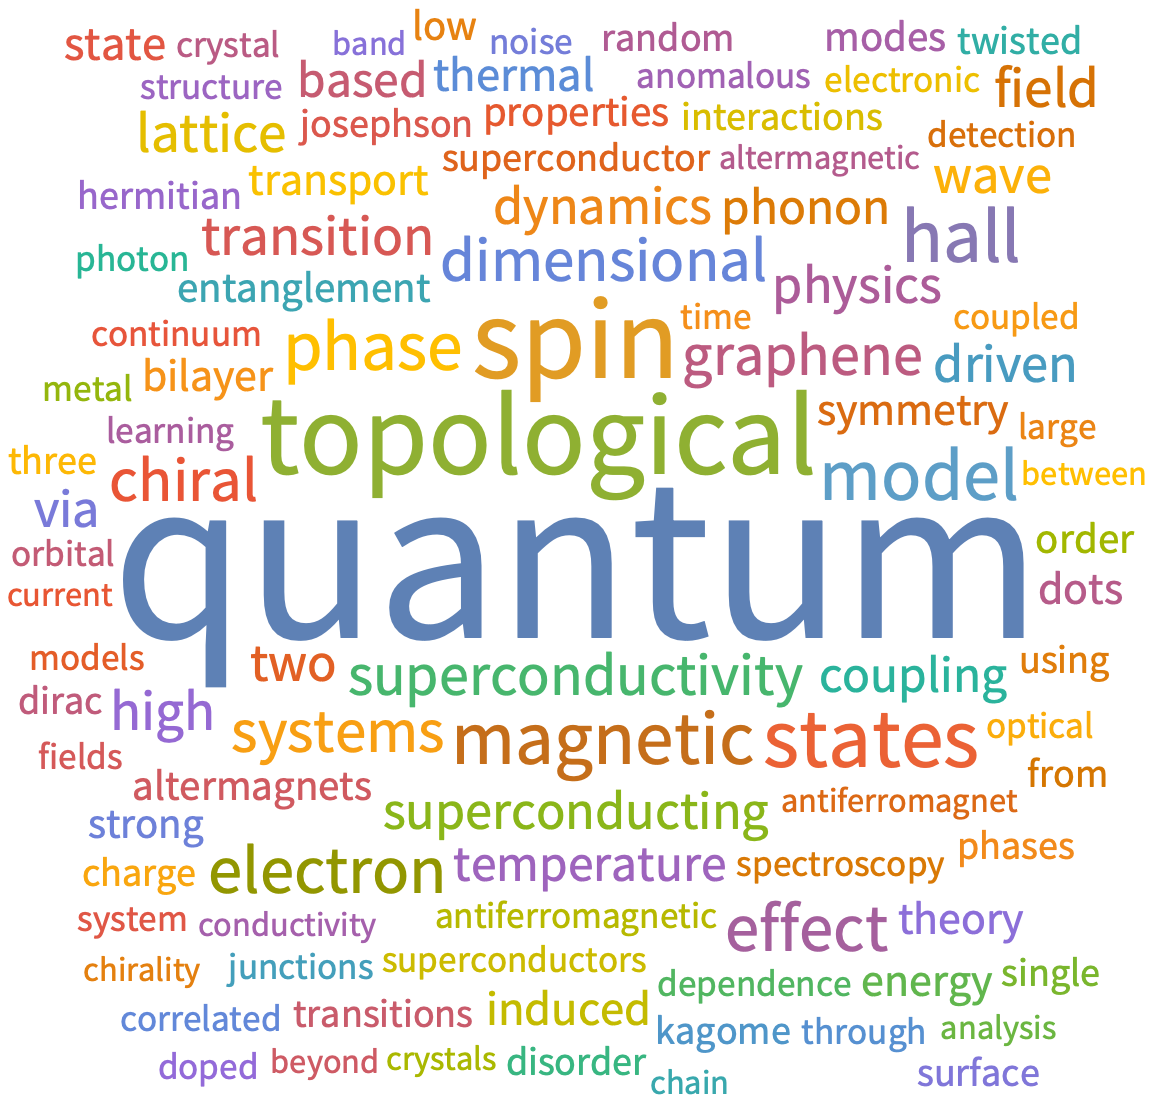 low
state crystal band noise random modes twisted
structure based thermal anomalous electronic field
lattice josephson properties interactions detection
superconductor altermagnetic wave
hermitian transport dynamics phonon hall
transition dimensional physics
photon entanglement
continuum phase spin time coupled
metal bilayer graphene driven
learning topological symmetry large
three chiral model between
via quantum order
orbital dots
current
models two superconductivity coupling using
dirac high systems magnetic states optical
fields altermagnets from
strong superconducting antiferromagnet
charge electron temperature spectroscopy phases
system conductivity antiferromagnetic effect theory
chirality junctions superconductors dependence energy single
correlated transitions induced kagome through analysis
doped beyond crystals disorder chain surface